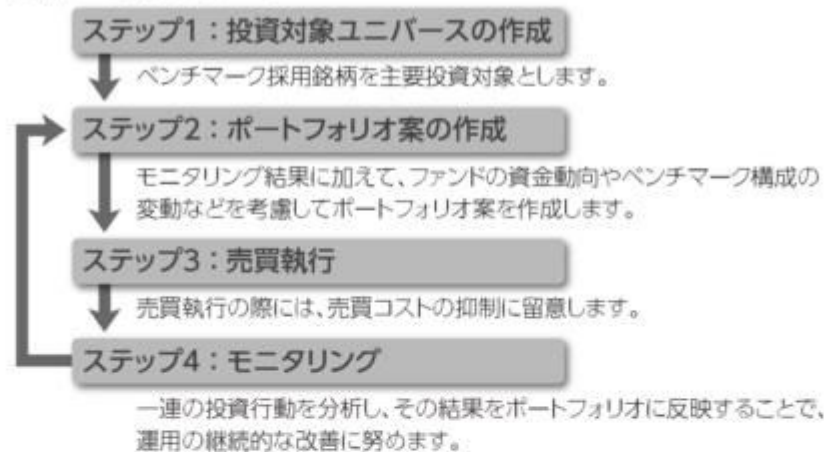 ステップ1：投資対象ユニバースの作成
ベンチマーク採用銘柄を主要投資対象とします。
ステップ2：ポートフォリオ案の作成
モニタリング結果に加えて、ファンドの資金動向やベンチマーク構成の
変動などを考慮してポートフォリオ案を作成します。
ステップ3：売買執行
売買執行の際には、売買コストの抑制に留意します。
ステップ4：モニタリング
一連の投資行動を分析し、その結果をポートフォリオに反映することで、
運用の継続的な改善に努めます。